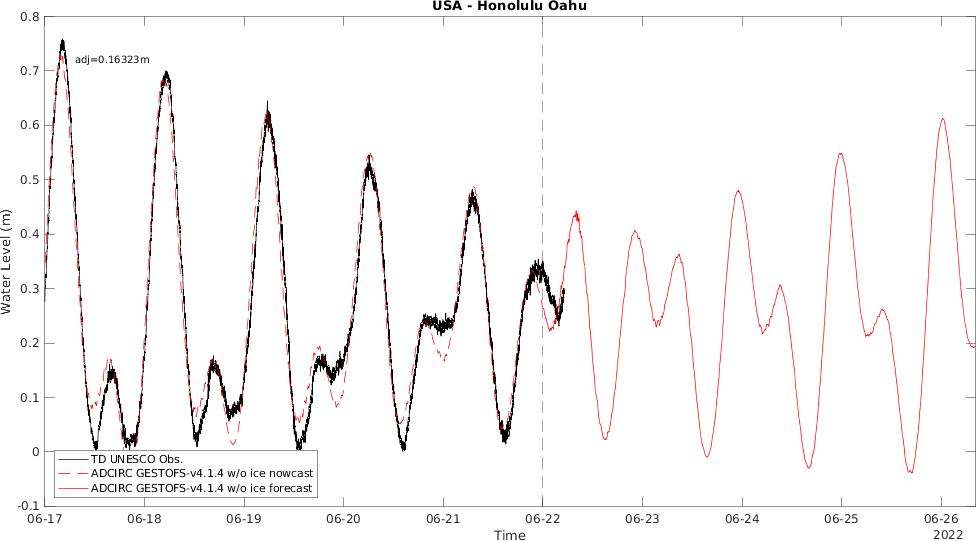 USA - Honolulu Oahu
adj=0.16323m
Water Level (m)
0.8
0.7
0.6
0.5
0.4
0.3
0.2
0.1
0
-0.1
TD UNESCO Obs.
ADCIRC GESTOFS-v4.1.4 w/o ice nowcast
ADCIRC GESTOFS-v4.1.4 w/o ice forecast
06-17 06-18 06-19 06-20 06-21 06-22 06-23 06-24 06-25 06-26
Time
2022